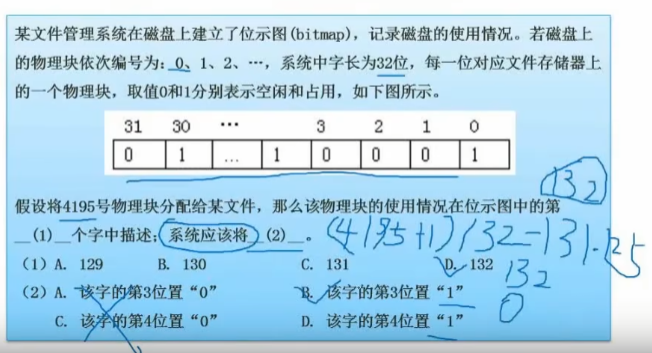 某文件管理系统在磁盘上建立了位示图(bitmap)，记录磁盘的使用情况。若磁盘上
的物理块依次编号为：0、1、2、…，系统中字长为32位，每一位对应文件存储器上
的一个物理块，取值0和1分别表示空闲和占用，如下图所示。
31 30 … 3 2 1 0
0 1 … 1 0 0 0 1
132
假设将4195号物理块分配给某文件，那么该物理块的使用情况在位示图中的第
__(1)__个字中描述；系统应该将__(2)__。
(4195+1)/32=131.125
(1) A. 129 B. 130 C. 131 D. 132
132
(2) A. 该字的第3位置“0” B. 该字的第3位置“1”
0
C. 该字的第4位置“0” D. 该字的第4位置“1”